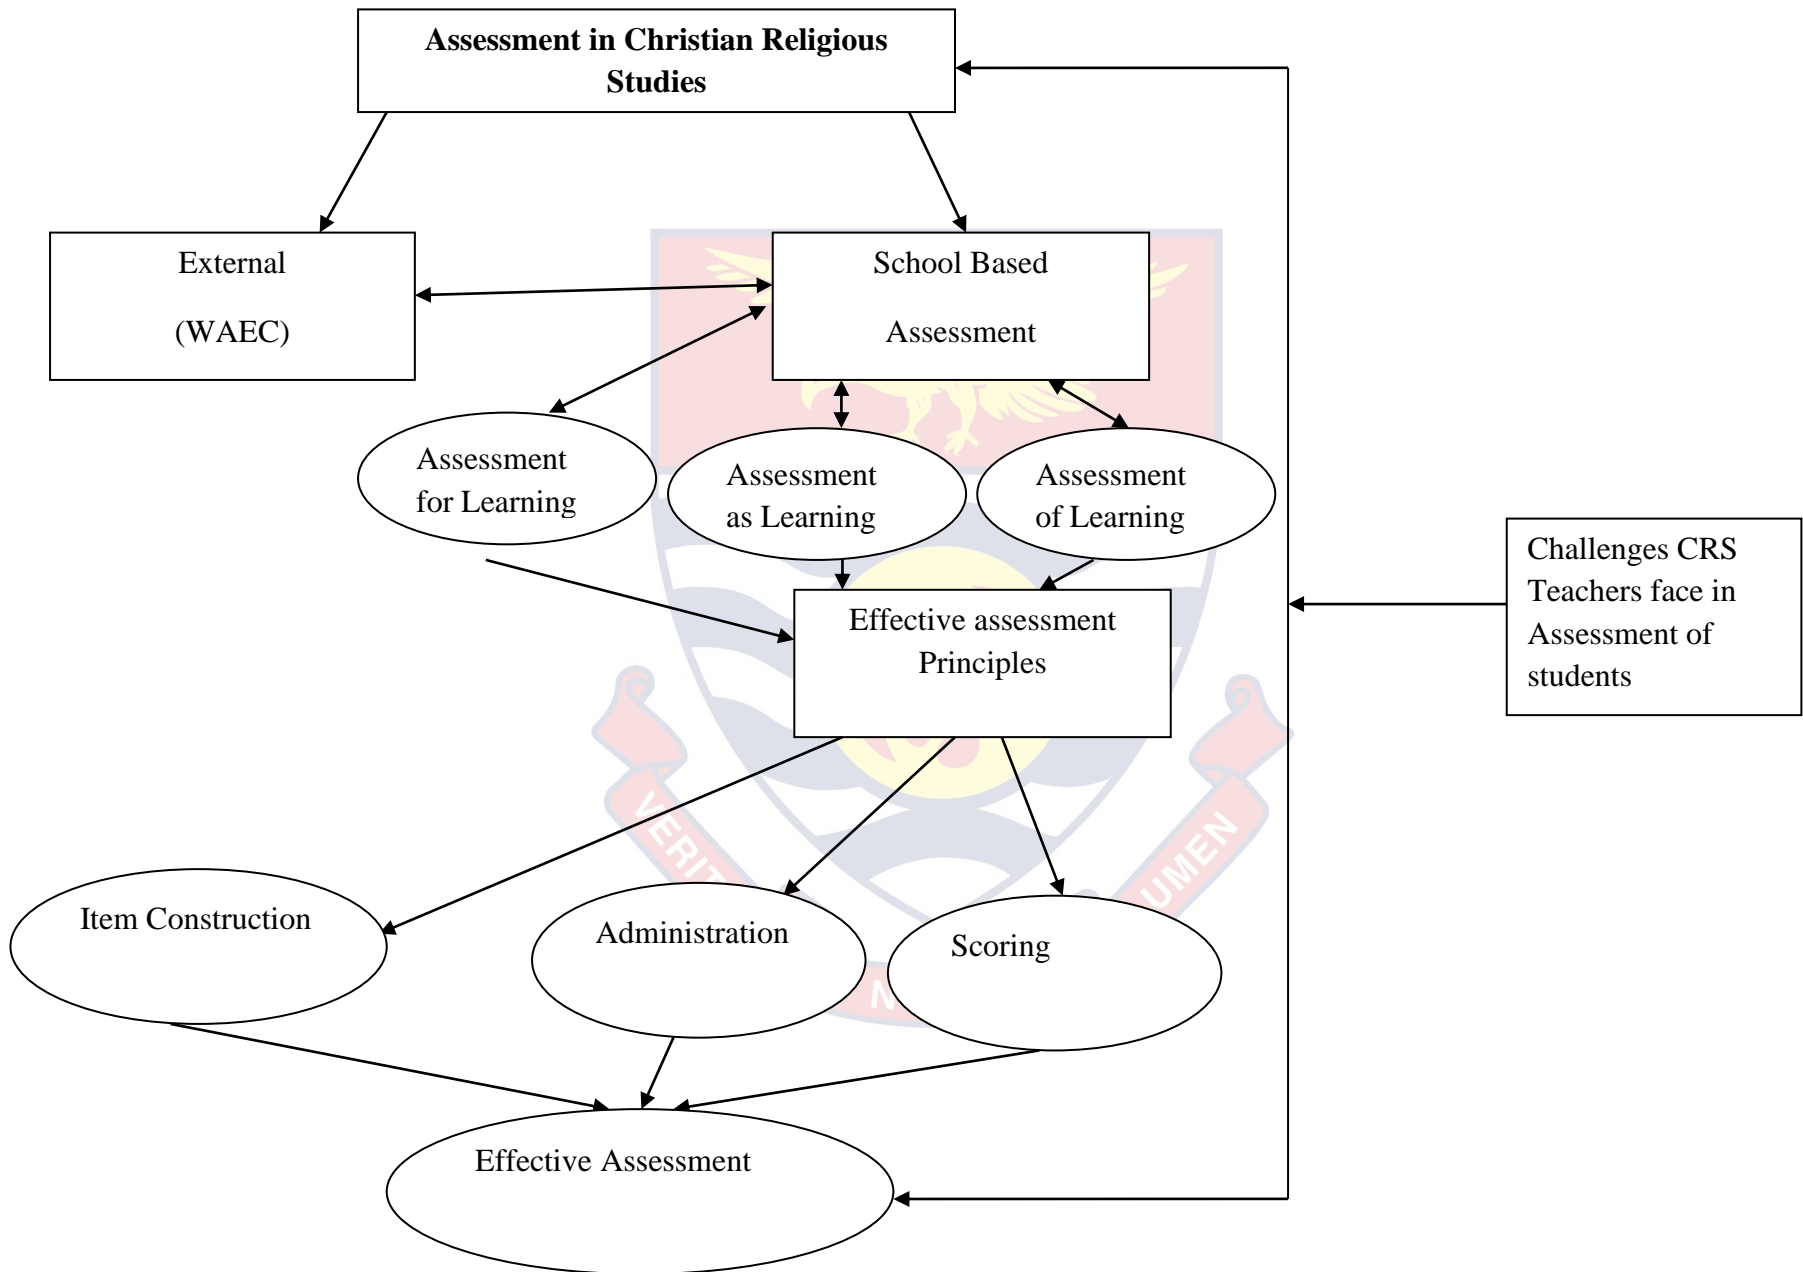 Assessment in Christian Religious
Studies
External
(WAEC)
School Based
Assessment
Assessment
for Learning
Assessment
as Learning
Assessment
of Learning
Challenges CRS
Teachers face in
Assessment of
students
Effective assessment
Principles
Item Construction
Administration
Scoring
Effective Assessment
UMEN